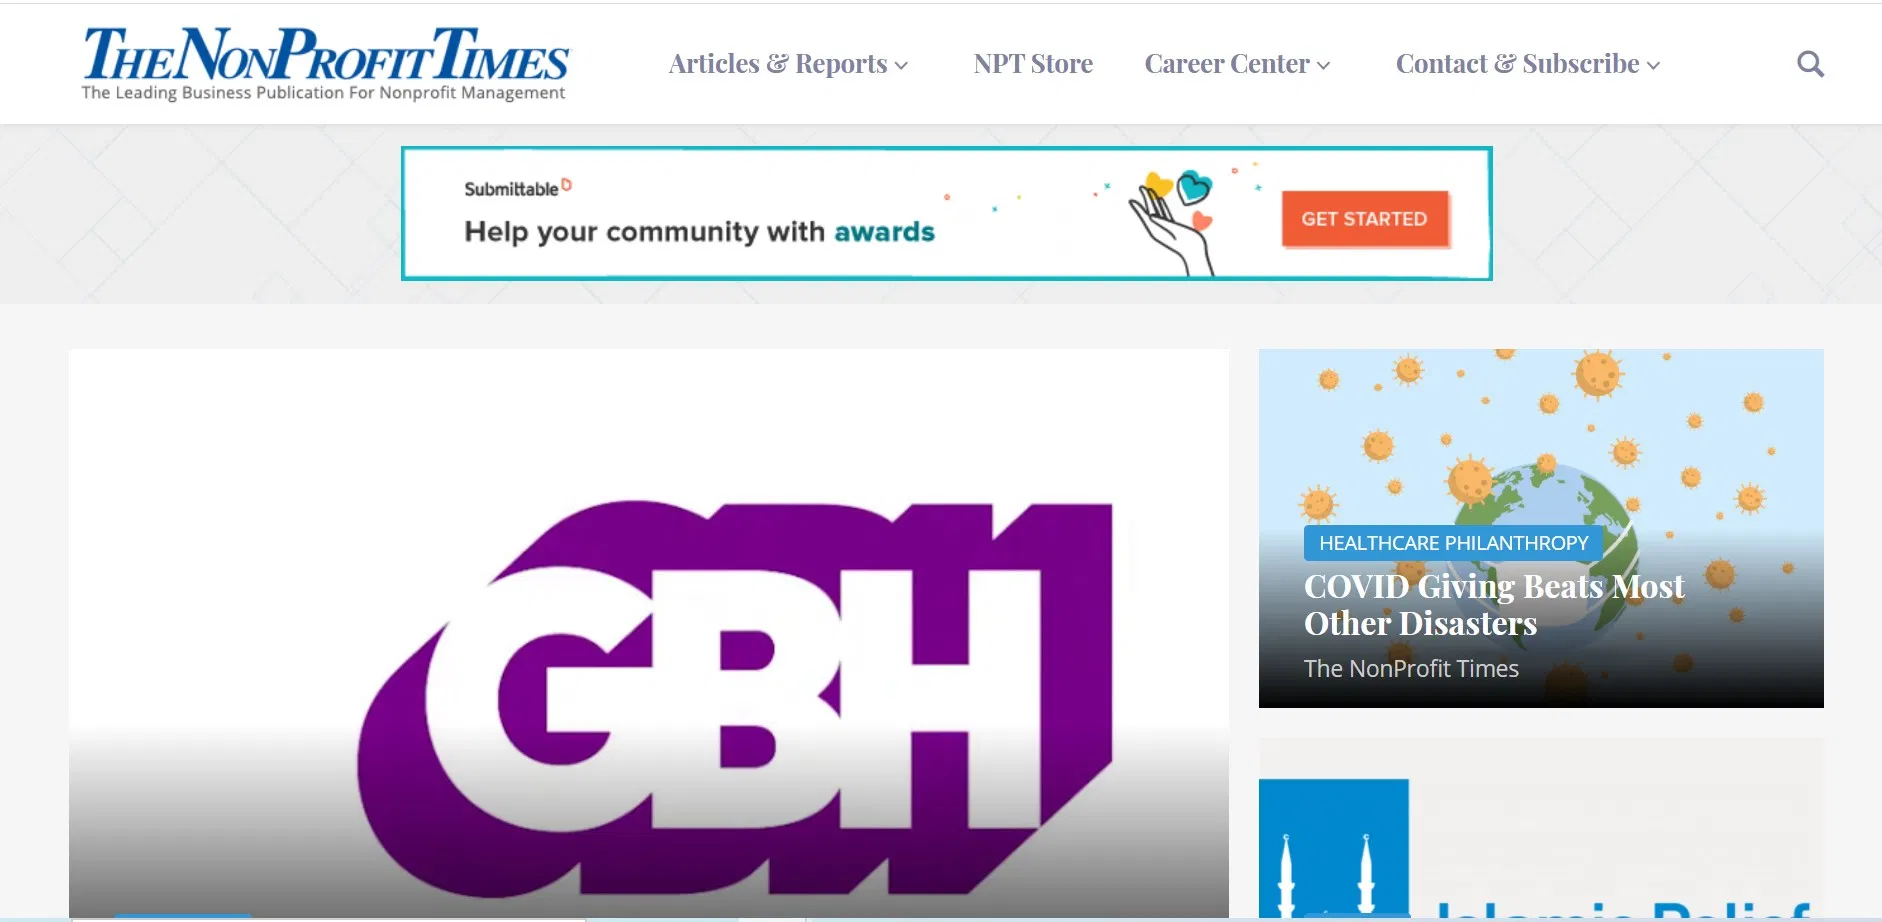 THE NONPROFIT TIMES
The Leading Business Publication For Nonprofit Management
Articles & Reports
NPT Store
Career Center
Contact & Subscribe
Submittable
Help your community with awards
GET STARTED
GBH
HEALTHCARE PHILANTHROPY
COVID Giving Beats Most
Other Disasters
The NonProfit Times
Islamic Relief